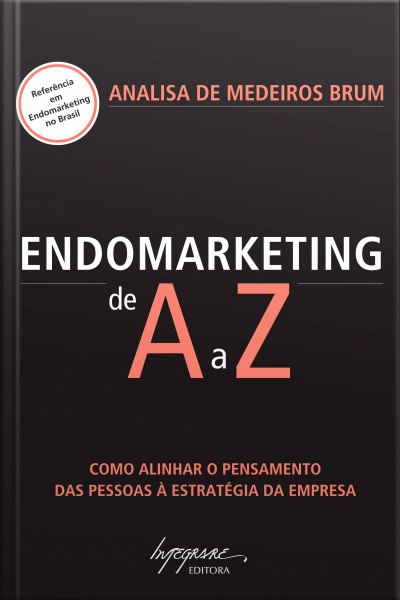 Referência
em
Endomarketing
no Brasil
ANALISA DE MEDEIROS BRUM
ENDOMARKETING
de A a Z
COMO ALINHAR O PENSAMENTO
DAS PESSOAS À ESTRATÉGIA DA EMPRESA
INTEGRARE
EDITORA